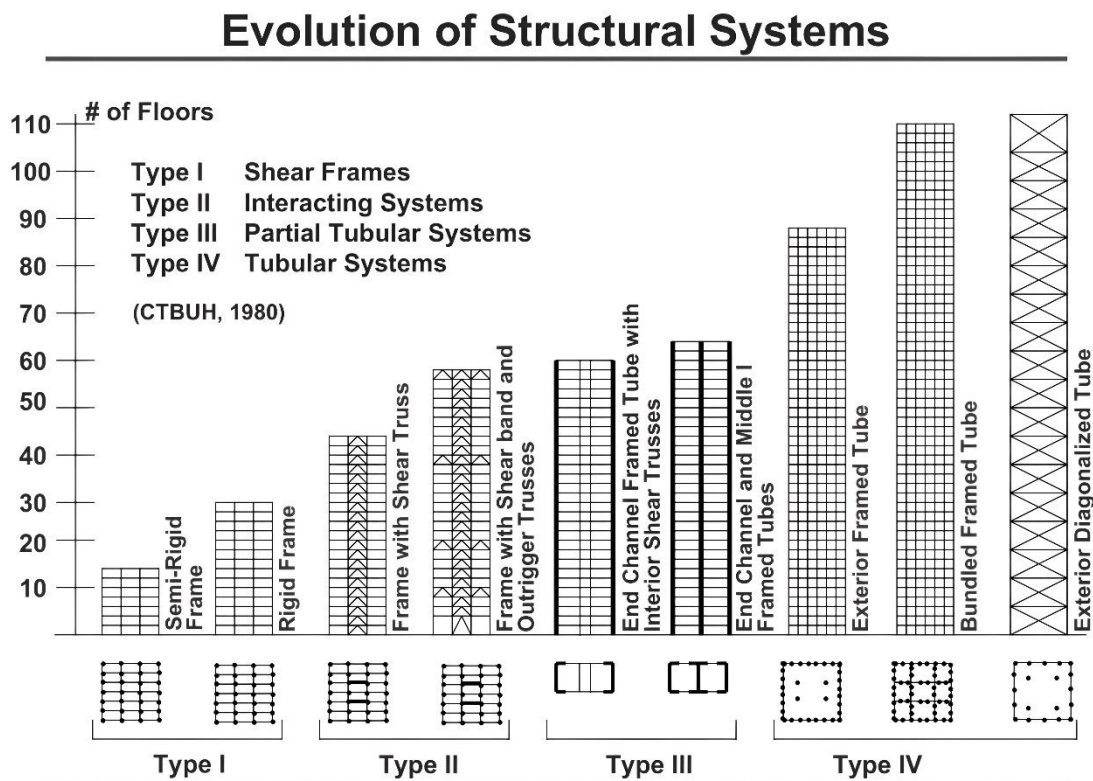 Evolution of Structural Systems
# of Floors
110
100
90
80
70
60
50
40
30
20
10
Type I Shear Frames
Type II Interacting Systems
Type III Partial Tubular Systems
Type IV Tubular Systems
(CTBUH, 1980)
Semi-Rigid
Frame
Rigid Frame
Frame with Shear Truss
Frame with Shear band and
Outrigger Trusses
End Channel Framed Tube with
Interior Shear Trusses
End Channel and Middle I
Framed Tubes
Exterior Framed Tube
Bundled Framed Tube
Exterior Diagonalized Tube
Type I
Type II
Type III
Type IV